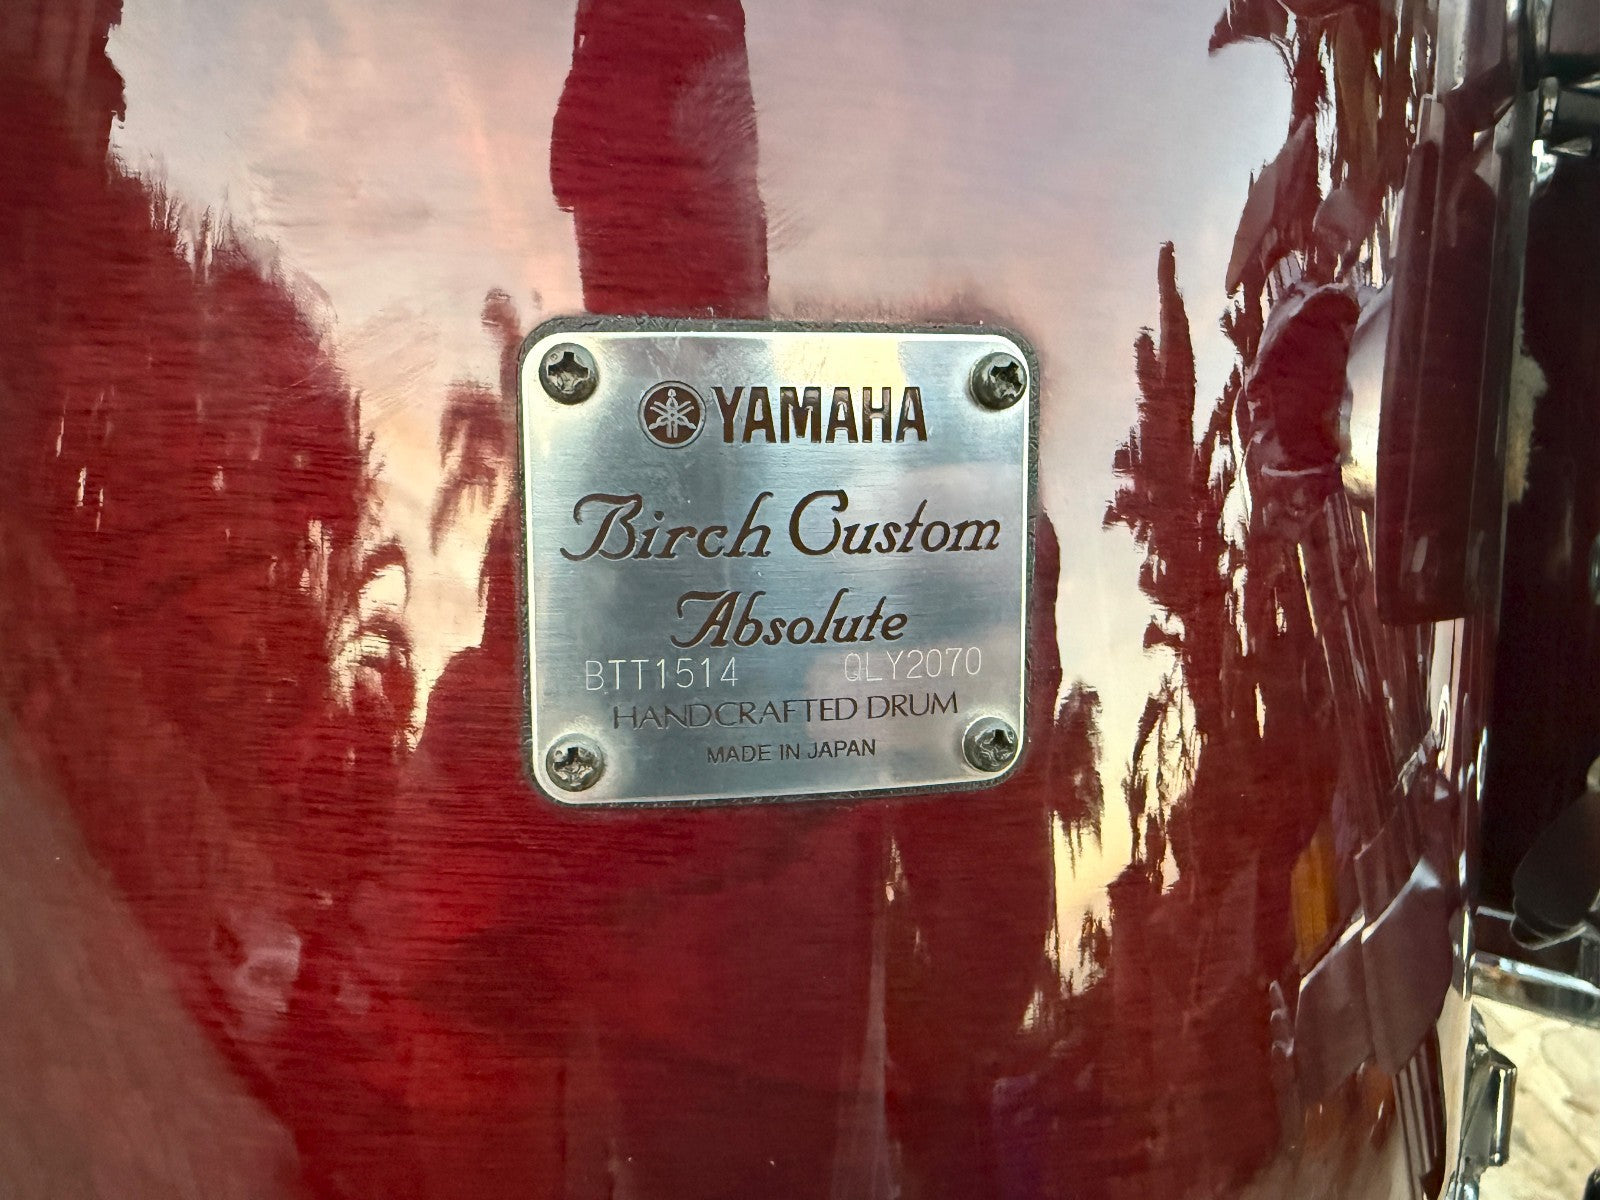 YAMAHA
Birch Custom
Absolute
BTT1514 QLY2070
HANDCRAFTED DRUM
MADE IN JAPAN